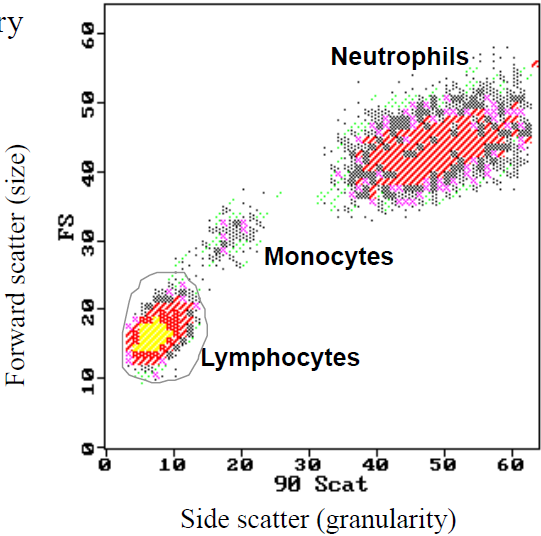 ry
Neutrophils
Monocytes
Lymphocytes
Forward scatter (size)
FS
60
50
40
30
20
10
0
0 10 20 30 40 50 60
90 Scat
Side scatter (granularity)